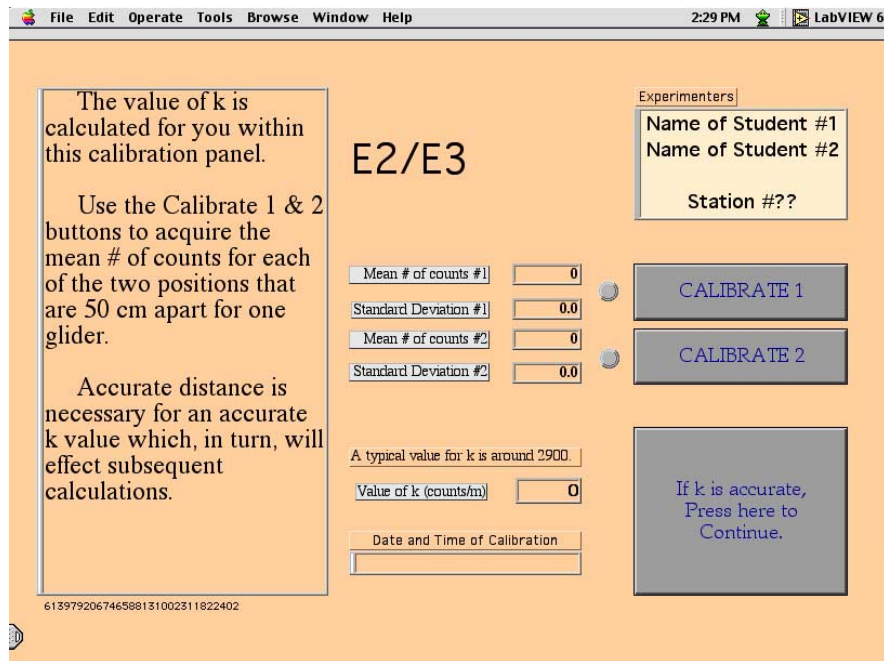 File Edit Operate Tools Browse Window Help 2:29 PM LabVIEW 6
The value of k is
calculated for you within
this calibration panel.
Use the Calibrate 1 & 2
buttons to acquire the
mean # of counts for each
of the two positions that
are 50 cm apart for one
glider.
Accurate distance is
necessary for an accurate
k value which, in turn, will
effect subsequent
calculations.
613979206746588131002311822402
E2/E3
Mean # of counts #1 0
Standard Deviation #1 0.0
Mean # of counts #2 0
Standard Deviation #2 0.0
A typical value for k is around 2900.
Value of k (counts/m) 0
Date and Time of Calibration
Experimenters
Name of Student #1
Name of Student #2
Station #??
CALIBRATE 1
CALIBRATE 2
If k is accurate,
Press here to
Continue.